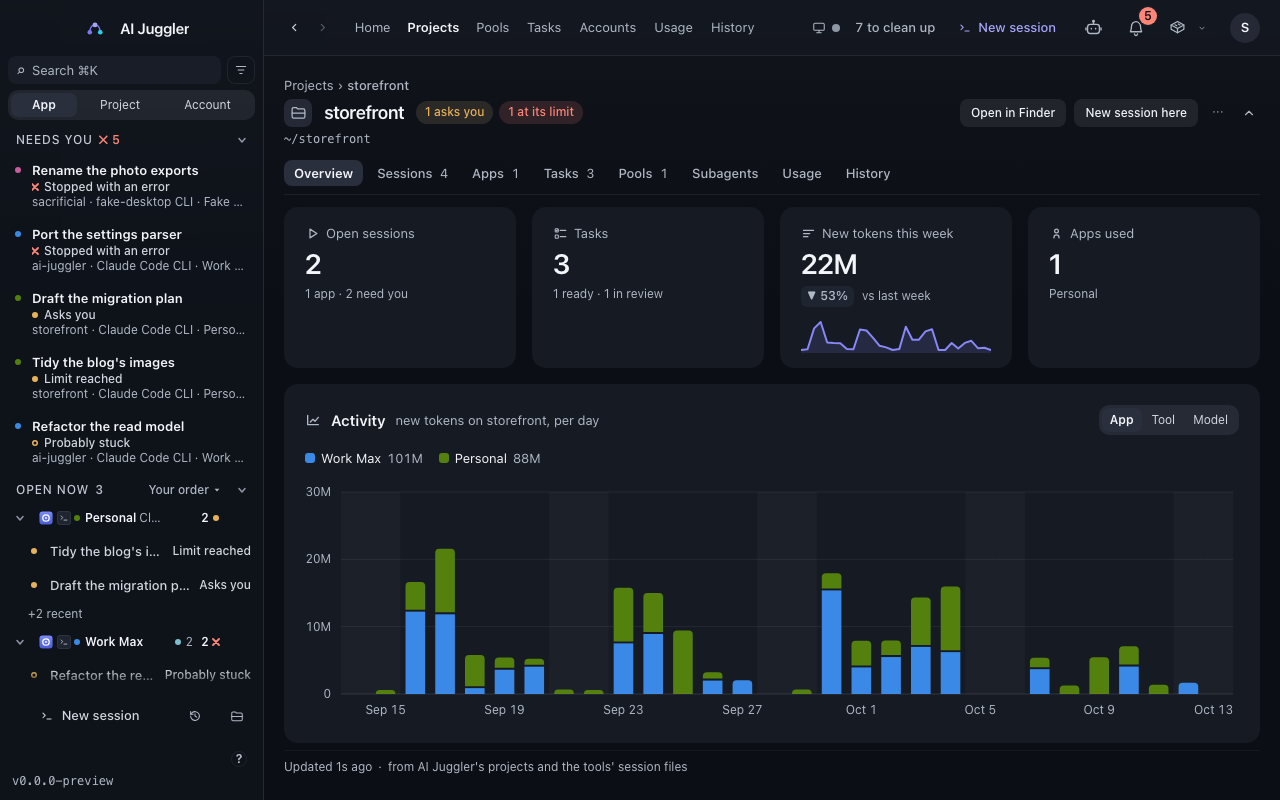 AI Juggler
Search ⌘K
App Project Account
NEEDS YOU 5
Rename the photo exports
Stopped with an error
sacrificial · fake-desktop CLI · Fake ...
Port the settings parser
Stopped with an error
ai-juggler · Claude Code CLI · Work ...
Draft the migration plan
Asks you
storefront · Claude Code CLI · Perso...
Tidy the blog's images
Limit reached
storefront · Claude Code CLI · Perso...
Refactor the read model
Probably stuck
ai-juggler · Claude Code CLI · Work ...
OPEN NOW 3 Your order
Personal Cl... 2
Tidy the blog's i... Limit reached
Draft the migration p... Asks you
+2 recent
Work Max 2 2
Refactor the re... Probably stuck
New session
?
v0.0.0-preview
Home Projects Pools Tasks Accounts Usage History 7 to clean up New session 5 S
Projects › storefront
storefront 1 asks you 1 at its limit Open in Finder New session here ...
~/storefront
Overview Sessions 4 Apps 1 Tasks 3 Pools 1 Subagents Usage History
Open sessions
2
1 app · 2 need you
Tasks
3
1 ready · 1 in review
New tokens this week
22M
▼ 53% vs last week
Apps used
1
Personal
Activity new tokens on storefront, per day App Tool Model
Work Max 101M Personal 88M
30M
20M
10M
0
Sep 15 Sep 19 Sep 23 Sep 27 Oct 1 Oct 5 Oct 9 Oct 13
Updated 1s ago · from AI Juggler's projects and the tools' session files